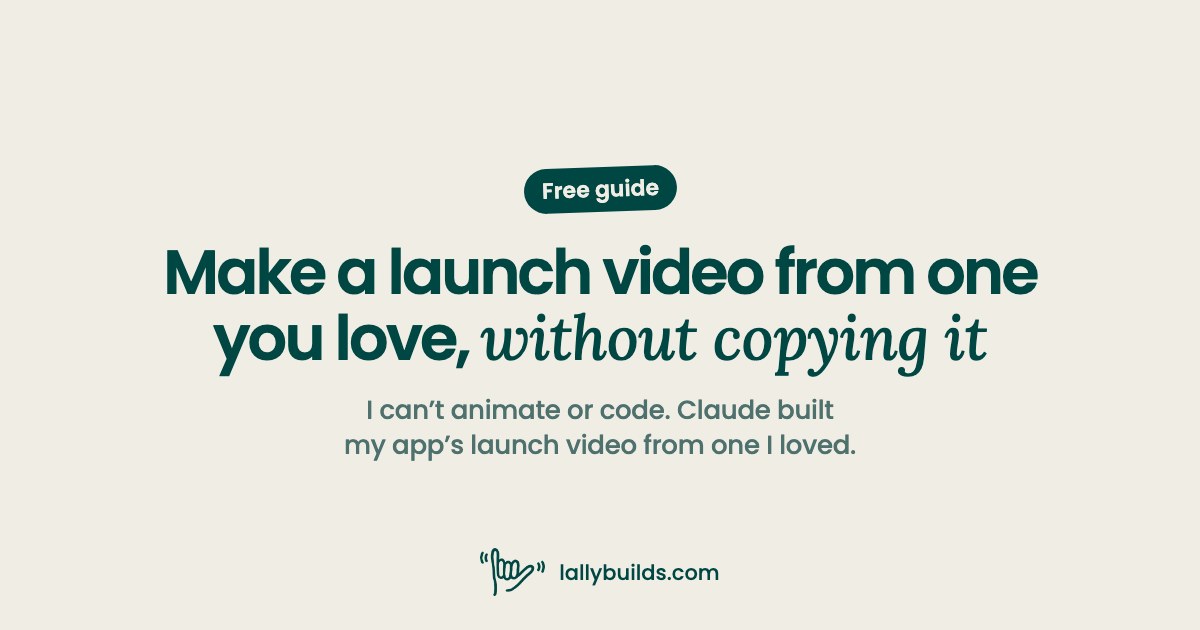 Free guide
Make a launch video from one
you love, without copying it
I can’t animate or code. Claude built
my app’s launch video from one I loved.
lallybuilds.com